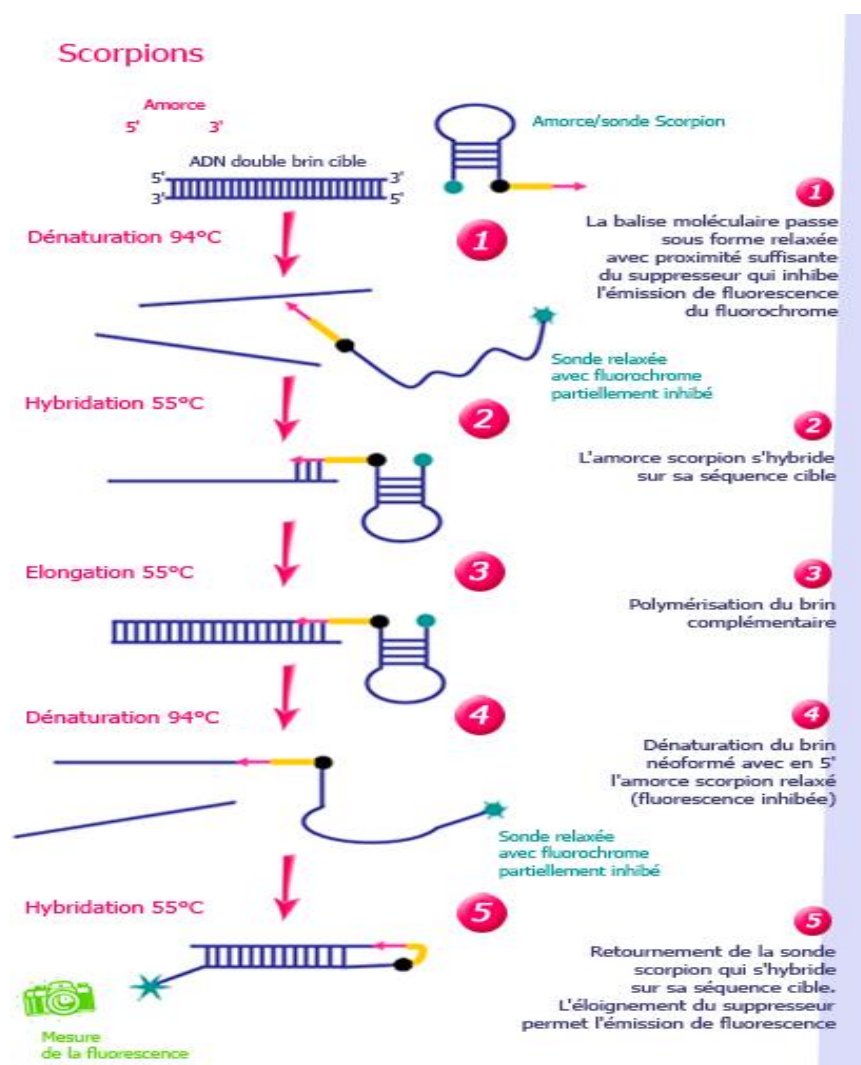 Scorpions
Amorce
5' 3'
Amorce/sonde Scorpion
ADN double brin cible
5' 3'
3' 5'
Dénaturation 94°C
1
1
La balise moléculaire passe
sous forme relaxée
avec proximité suffisante
du suppresseur qui inhibe
l'émission de fluorescence
du fluorochrome
Sonde relaxée
avec fluorochrome
partiellement inhibé
Hybridation 55°C
2
2
L'amorce scorpion s'hybride
sur sa séquence cible
Elongation 55°C
3
3
Polymérisation du brin
complémentaire
Dénaturation 94°C
4
4
Dénaturation du brin
néoformé avec en 5'
l'amorce scorpion relaxé
(fluorescence inhibée)
Sonde relaxée
avec fluorochrome
partiellement inhibé
Hybridation 55°C
5
5
Retournement de la sonde
scorpion qui s'hybride
sur sa séquence cible.
L'éloignement du suppresseur
permet l'émission de fluorescence
Mesure
de la fluorescence